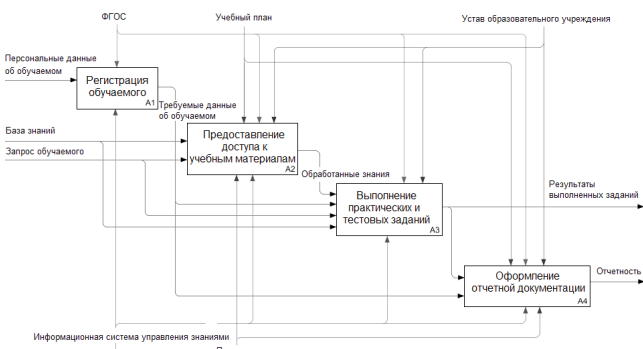 ФГОС
Учебный план
Устав образовательного учреждения
Персональные данные
об обучаемом
Регистрация
обучаемого
A1
Требуемые данные
об обучаемом
База знаний
Запрос обучаемого
Предоставление
доступа к
учебным материалам
A2
Обработанные знания
Выполнение
практических и
тестовых заданий
A3
Результаты
выполненных заданий
Оформление
отчетной документации
A4
Отчетность
Информационная система управления знаниями